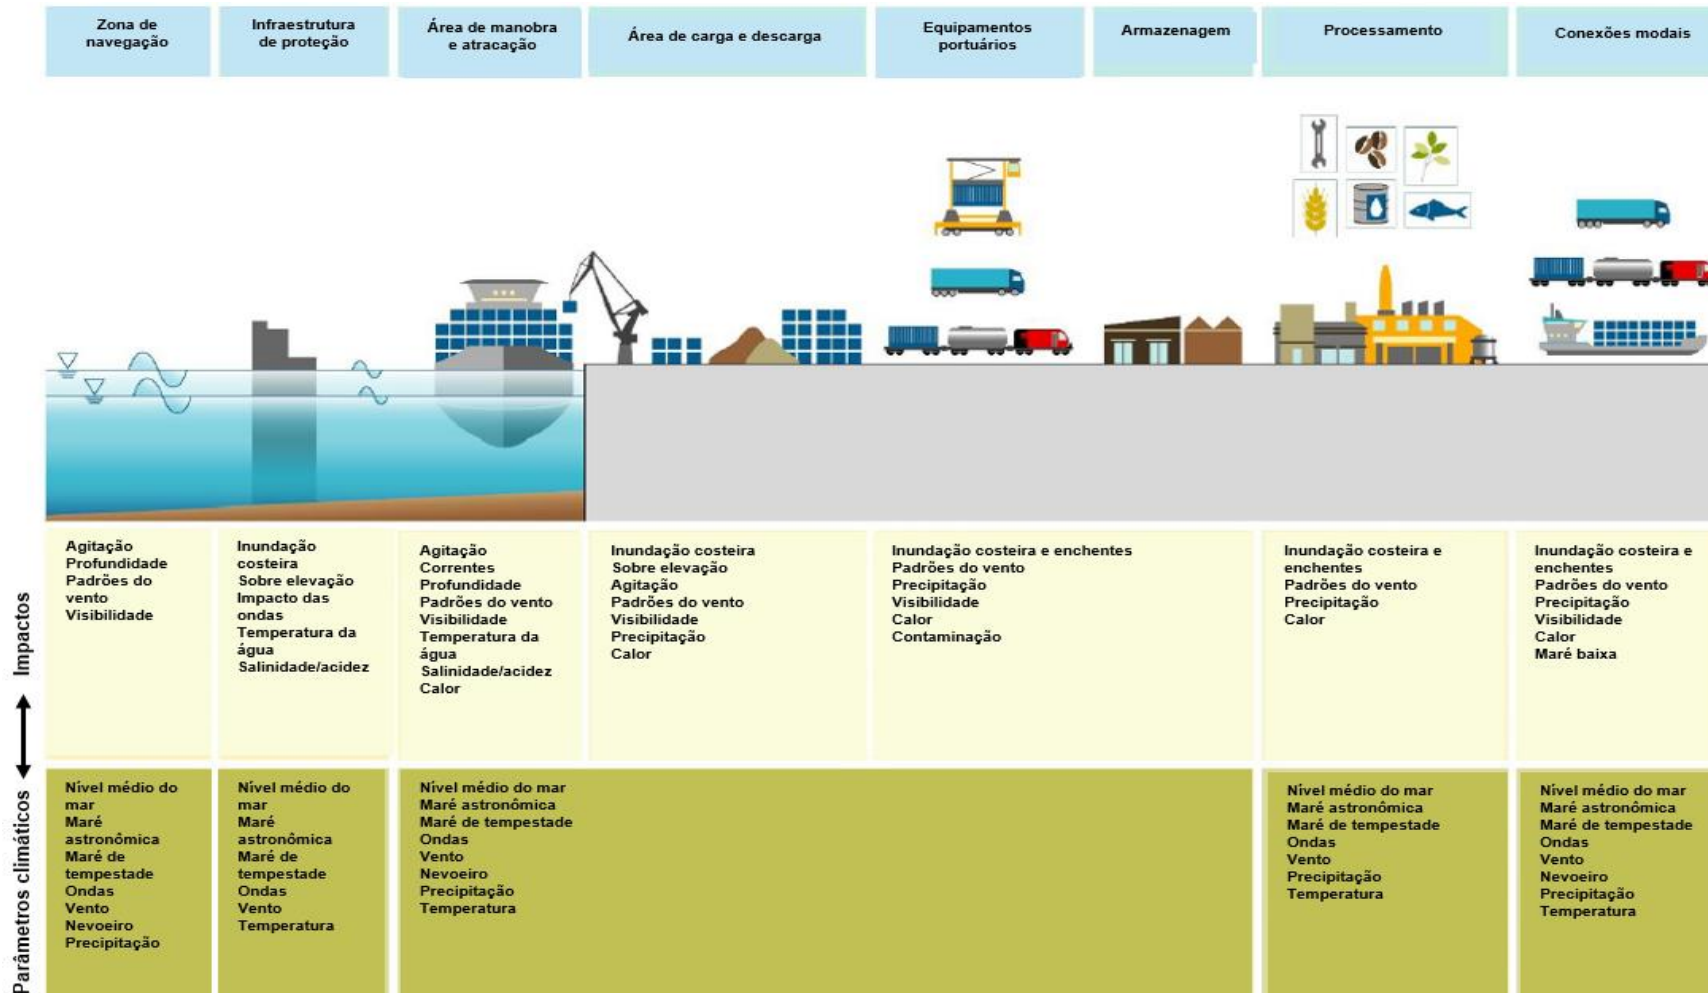 Zona de
navegação
Infraestrutura
de proteção
Área de manobra
e atracação
Área de carga e descarga
Equipamentos
portuários
Armazenagem
Processamento
Conexões modais
Impactos
Agitação
Profundidade
Padrões do
vento
Visibilidade
Inundação
costeira
Sobre elevação
Impacto das
ondas
Temperatura da
água
Salinidade/acidez
Agitação
Correntes
Profundidade
Padrões do vento
Visibilidade
Temperatura da
água
Salinidade/acidez
Calor
Inundação costeira
Sobre elevação
Agitação
Padrões do vento
Visibilidade
Precipitação
Calor
Inundação costeira e enchentes
Padrões do vento
Precipitação
Visibilidade
Calor
Contaminação
Inundação costeira e
enchentes
Padrões do vento
Precipitação
Calor
Inundação costeira e
enchentes
Padrões do vento
Precipitação
Visibilidade
Calor
Maré baixa
Parâmetros climáticos
Nível médio do
mar
Maré
astronômica
Maré de
tempestade
Ondas
Vento
Nevoeiro
Precipitação
Nível médio do
mar
Maré
astronômica
Maré de
tempestade
Ondas
Vento
Temperatura
Nível médio do mar
Maré astronômica
Maré de tempestade
Ondas
Vento
Nevoeiro
Precipitação
Temperatura
Nível médio do mar
Maré astronômica
Maré de tempestade
Ondas
Vento
Precipitação
Temperatura
Nível médio do mar
Maré astronômica
Maré de tempestade
Ondas
Vento
Nevoeiro
Precipitação
Temperatura